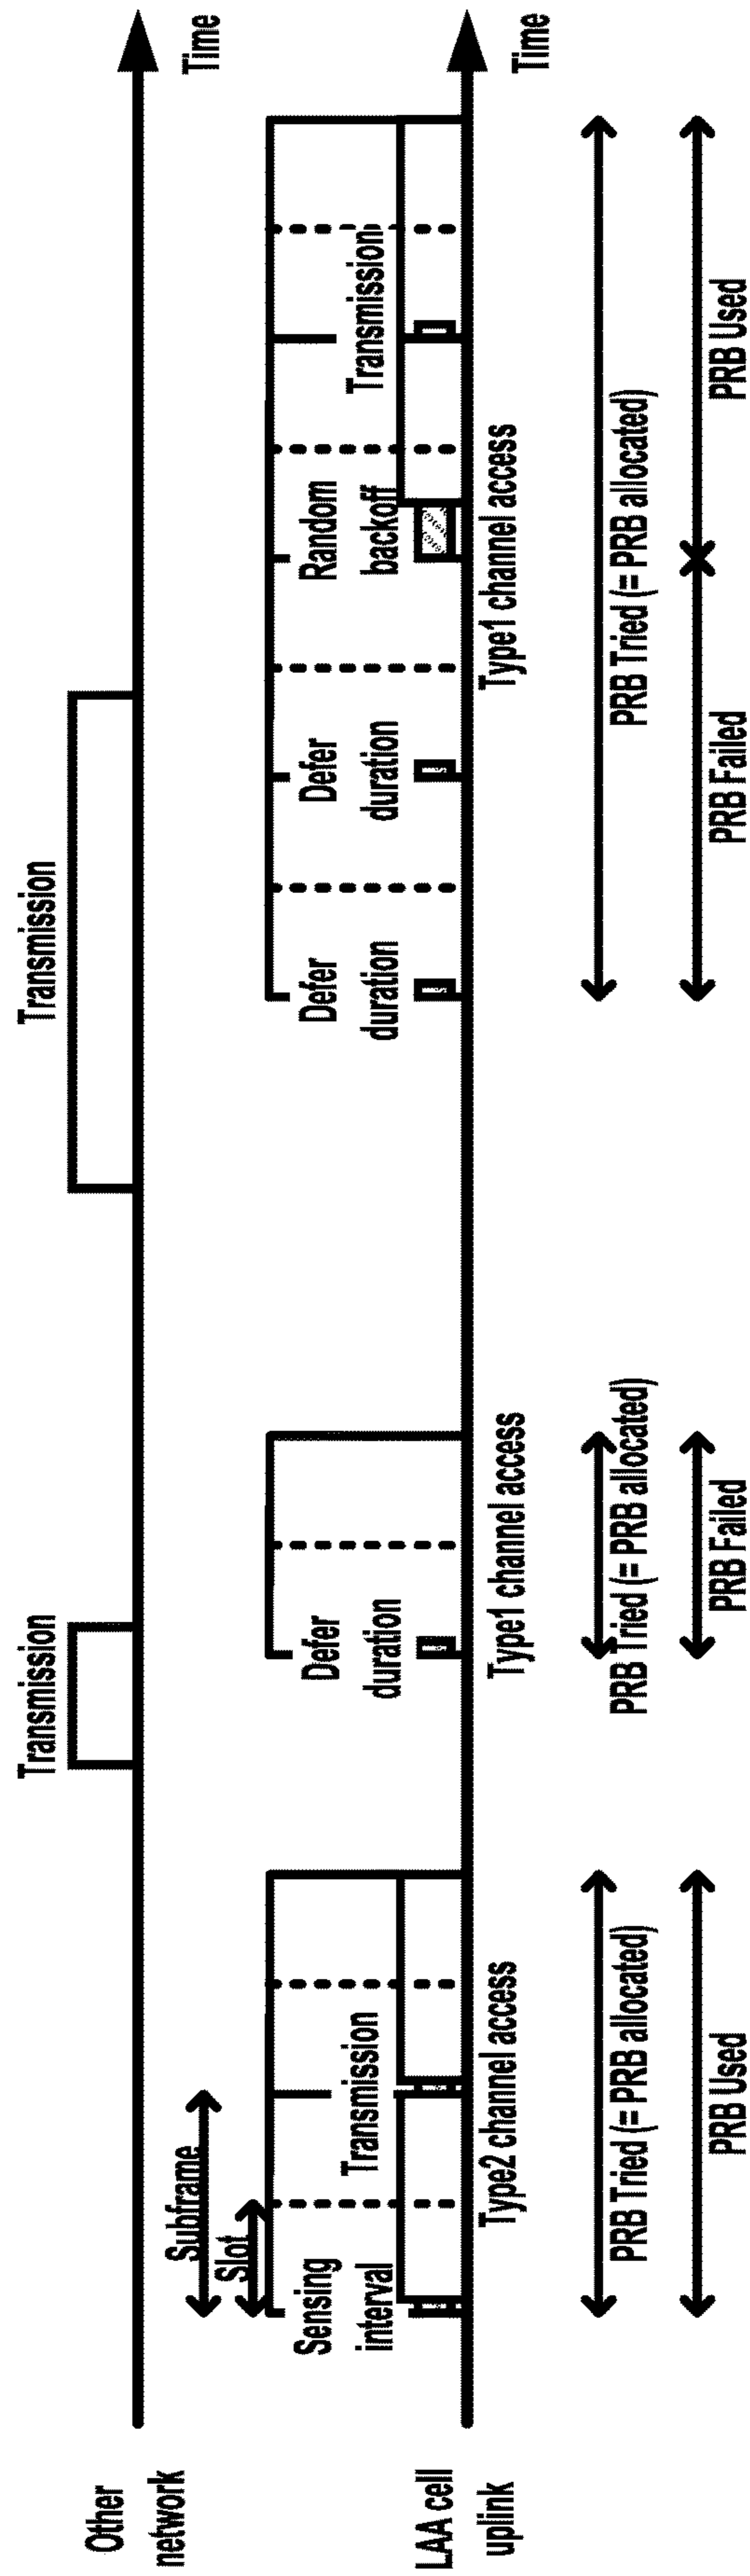 Other
network
Transmission
Transmission
Time
Subframe
Slot
LAA cell
uplink
Sensing
interval
Transmission
Defer
duration
Defer
duration
Defer
duration
Random
backoff
Transmission
Time
Type2 channel access
Type1 channel access
Type1 channel access
PRB Tried (= PRB allocated)
PRB Tried (= PRB allocated)
PRB Tried (= PRB allocated)
PRB Used
PRB Failed
PRB Failed
PRB Used